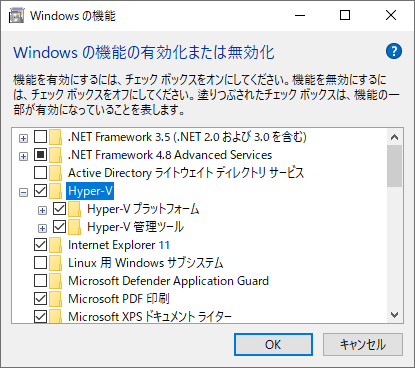 Windows の機能
Windows の機能の有効化または無効化
機能を有効にするには、チェック ボックスをオンにしてください。機能を無効にするに
は、チェック ボックスをオフにしてください。塗りつぶされたチェック ボックスは、機能の一
部が有効になっていることを表します。
.NET Framework 3.5 (.NET 2.0 および 3.0 を含む)
.NET Framework 4.8 Advanced Services
Active Directory ライトウェイト ディレクトリ サービス
Hyper-V
Hyper-V プラットフォーム
Hyper-V 管理ツール
Internet Explorer 11
Linux 用 Windows サブシステム
Microsoft Defender Application Guard
Microsoft PDF 印刷
Microsoft XPS ドキュメント ライター
OK
キャンセル